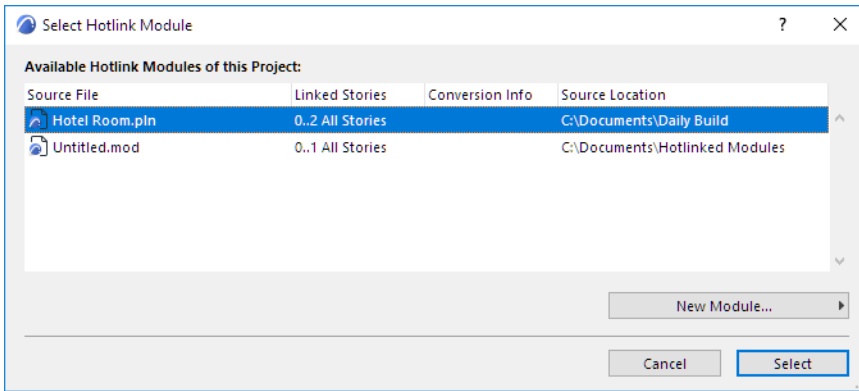 Select Hotlink Module ? ✕
Available Hotlink Modules of this Project:
Source File Linked Stories Conversion Info Source Location
Hotel Room.pln 0..2 All Stories C:\Documents\Daily Build
Untitled.mod 0..1 All Stories C:\Documents\Hotlinked Modules
New Module...
Cancel Select